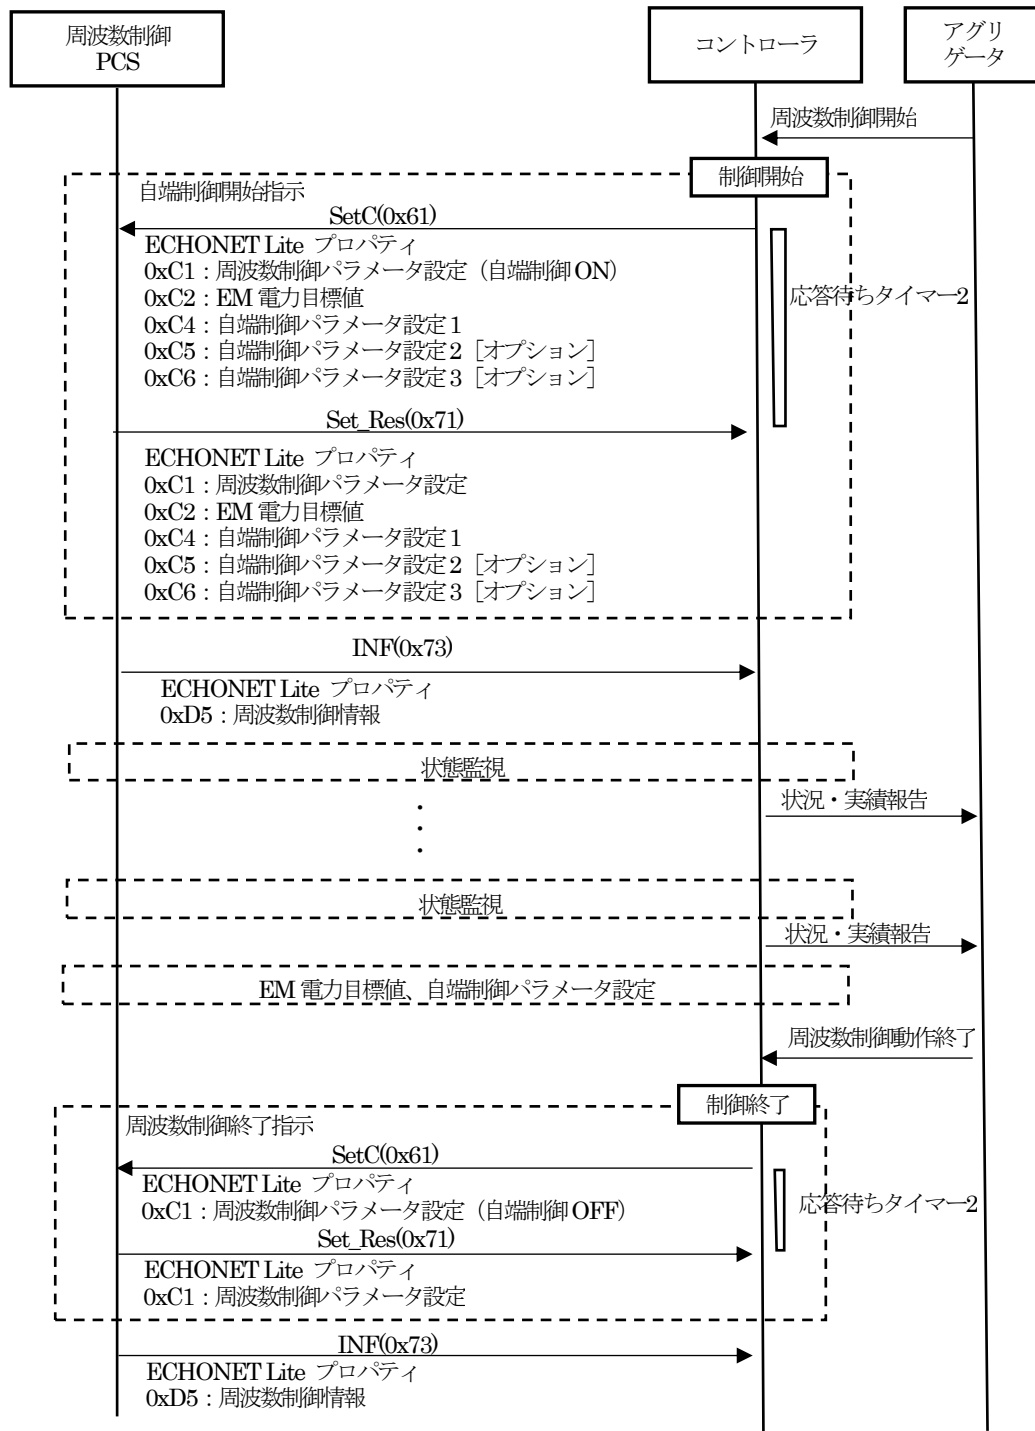 周波数制御
PCS
コントローラ
アグリ
ゲータ
周波数制御開始
制御開始
自端制御開始指示
SetC(0x61)
ECHONET Lite プロパティ
0xC1：周波数制御パラメータ設定（自端制御ON）
0xC2：EM電力目標値
0xC4：自端制御パラメータ設定1
0xC5：自端制御パラメータ設定2［オプション］
0xC6：自端制御パラメータ設定3［オプション］
応答待ちタイマー2
Set_Res(0x71)
ECHONET Lite プロパティ
0xC1：周波数制御パラメータ設定
0xC2：EM電力目標値
0xC4：自端制御パラメータ設定1
0xC5：自端制御パラメータ設定2［オプション］
0xC6：自端制御パラメータ設定3［オプション］
INF(0x73)
ECHONET Lite プロパティ
0xD5：周波数制御情報
状態監視
状況・実績報告
・
・
・
状態監視
状況・実績報告
EM電力目標値、自端制御パラメータ設定
周波数制御動作終了
制御終了
周波数制御終了指示
SetC(0x61)
ECHONET Lite プロパティ
0xC1：周波数制御パラメータ設定（自端制御OFF）
応答待ちタイマー2
Set_Res(0x71)
ECHONET Lite プロパティ
0xC1：周波数制御パラメータ設定
INF(0x73)
ECHONET Lite プロパティ
0xD5：周波数制御情報